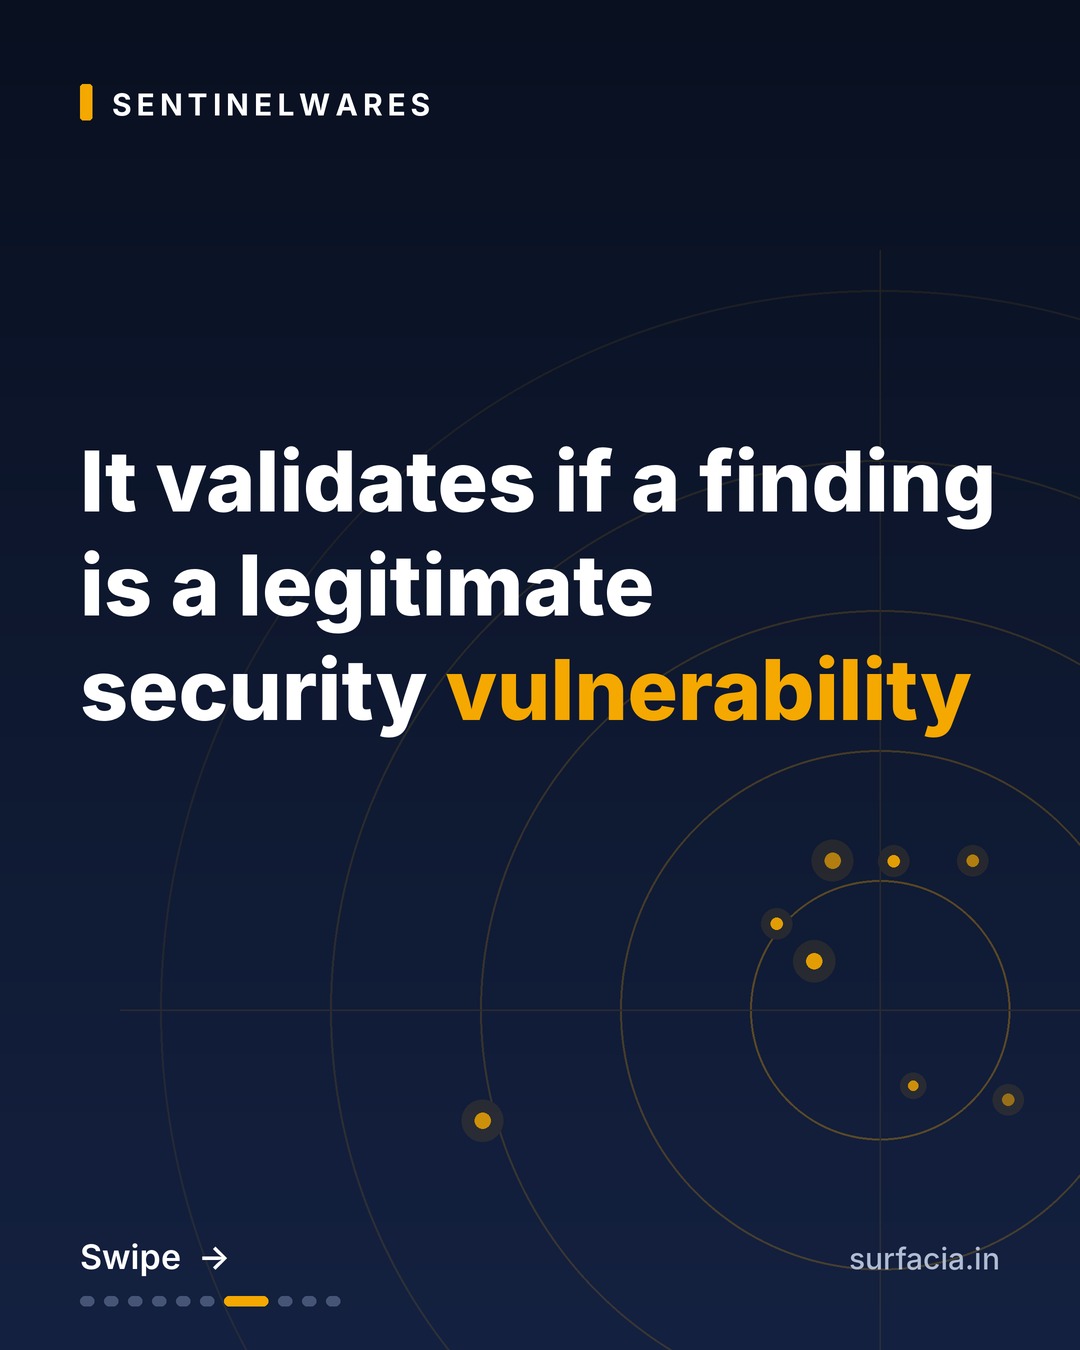 SENTINELWARES
It validates if a finding
is a legitimate
security vulnerability
Swipe →
surfacia.in